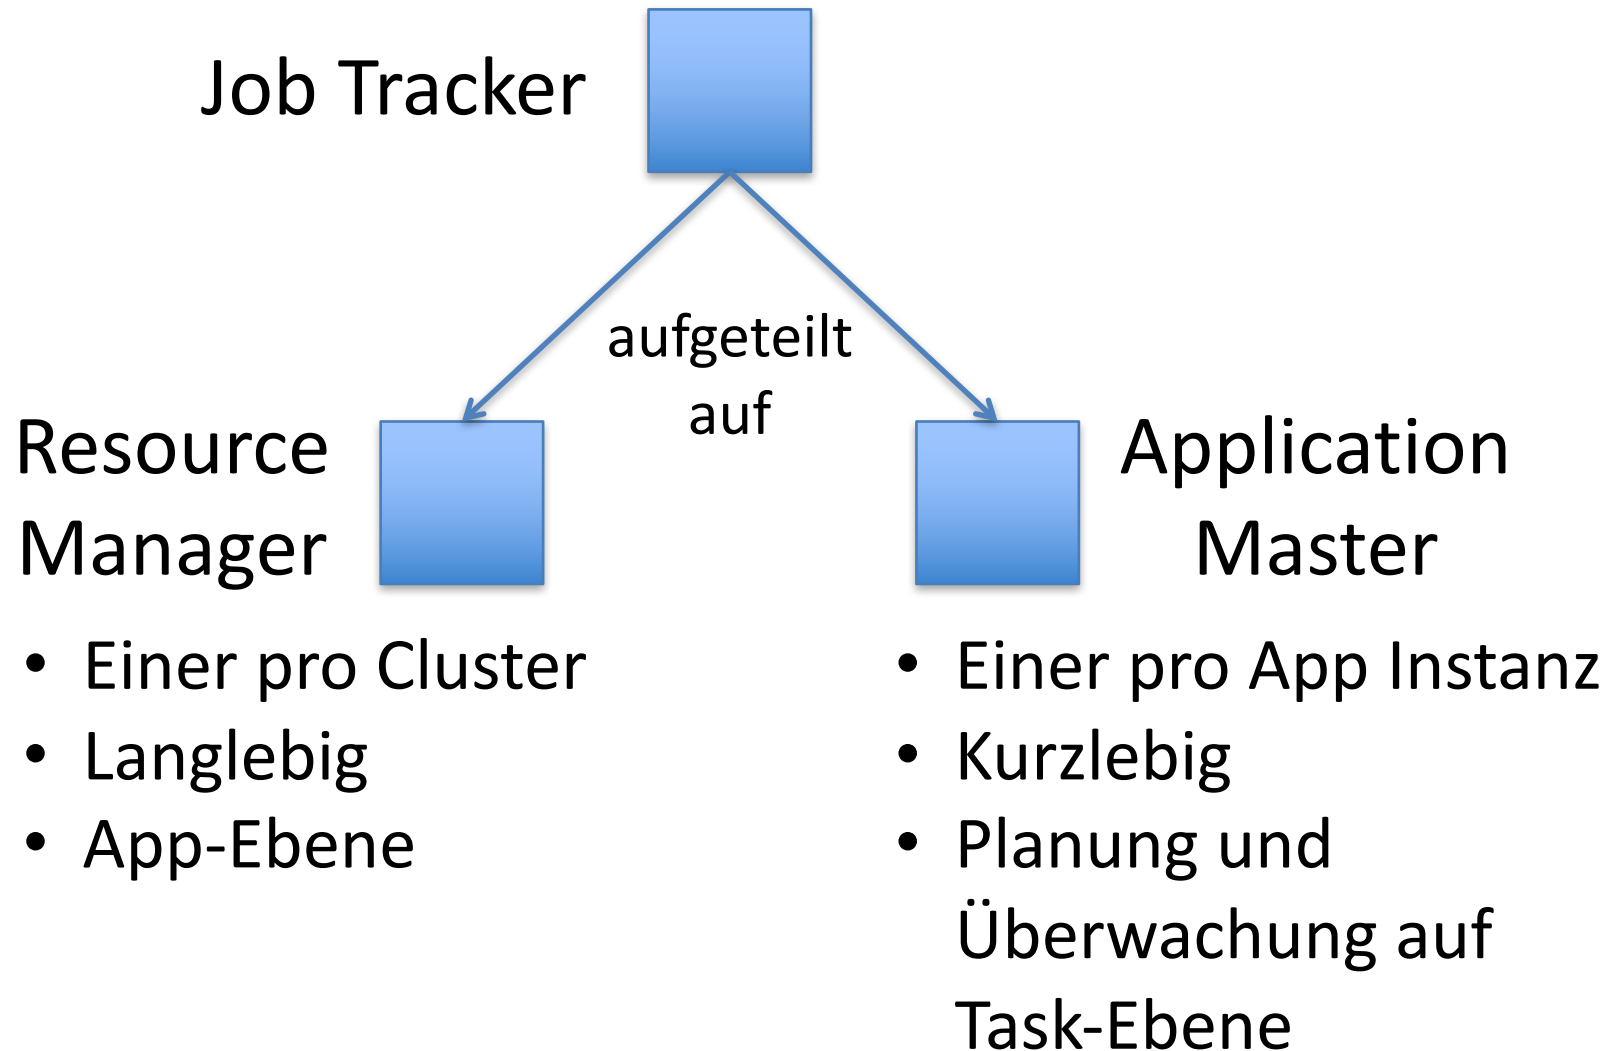 Job Tracker
aufgeteilt
auf
Resource
Manager
• Einer pro Cluster
• Langlebig
• App-Ebene
Application
Master
• Einer pro App Instanz
• Kurzlebig
• Planung und
Überwachung auf
Task-Ebene